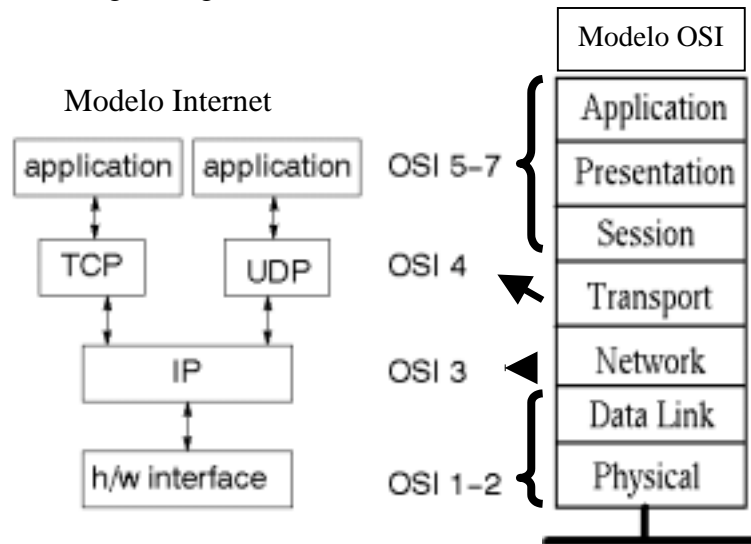 Modelo OSI
Modelo Internet
application
application
OSI 5-7
Application
Presentation
Session
TCP
UDP
OSI 4
Transport
IP
OSI 3
Network
Data Link
h/w interface
OSI 1-2
Physical